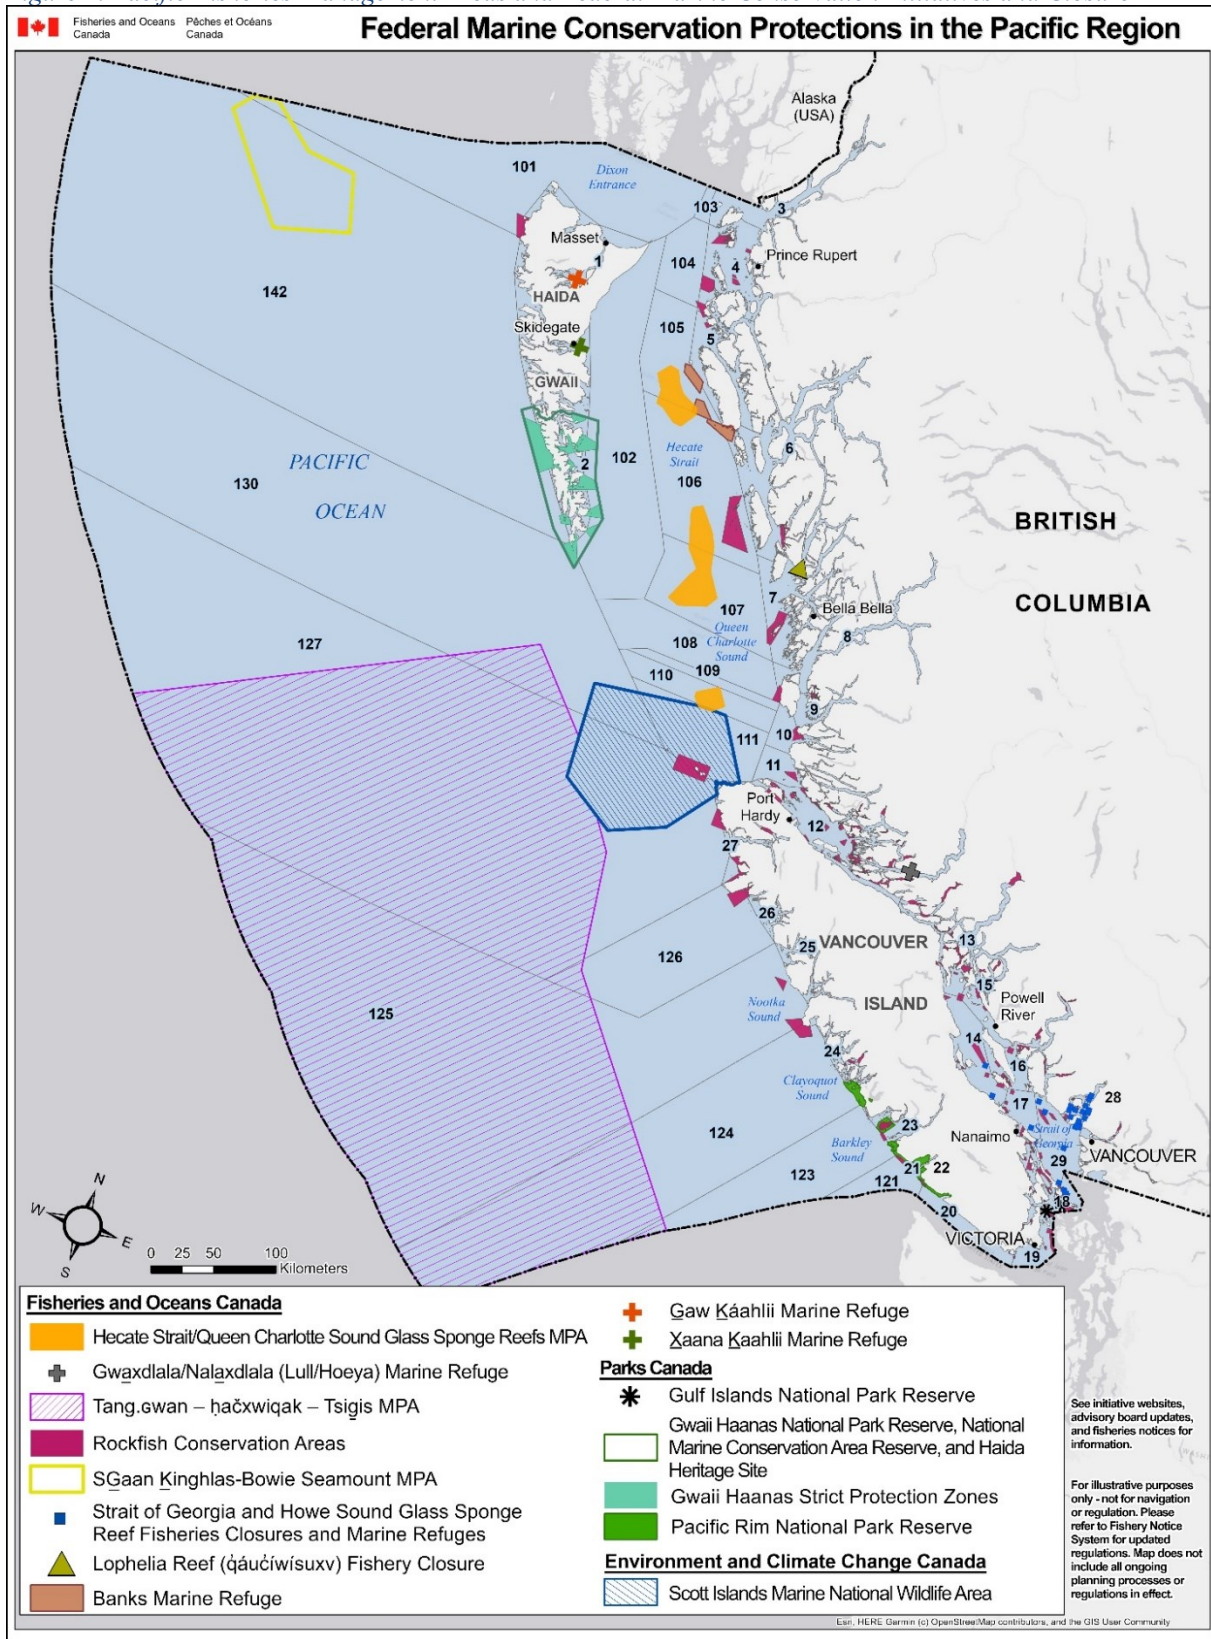 Fisheries and Oceans
Canada
Pêches et Océans
Canada
Federal Marine Conservation Protections in the Pacific Region
Alaska
(USA)
101
Dixon
Entrance
103
3
Masset
1
104
4
Prince Rupert
142
HAIDA
Skidegate
105
5
GWAII
2
102
Hecate
Strait
6
PACIFIC
OCEAN
130
106
BRITISH
COLUMBIA
107
7
Bella Bella
8
Queen
Charlotte
Sound
127
108
109
110
9
111
10
11
Port
Hardy
12
27
26
VANCOUVER
13
126
25
15
ISLAND
Powell
River
Nootka
Sound
125
14
24
16
Clayoquot
Sound
17
28
124
23
Nanaimo
Strait of
Georgia
VANCOUVER
Barkley
Sound
29
123
21
22
121
18
20
VICTORIA
19
N
W
E
S
0 25 50 100
Kilometers
Fisheries and Oceans Canada
Hecate Strait/Queen Charlotte Sound Glass Sponge Reefs MPA
Gwa̱xdlala/Nala̱xdlala (Lull/Hoeya) Marine Refuge
Tang.ɢwan – ḥačxwiqak – Tsig̱is MPA
Rockfish Conservation Areas
SG̱aan Ḵinghlas-Bowie Seamount MPA
Strait of Georgia and Howe Sound Glass Sponge
Reef Fisheries Closures and Marine Refuges
Lophelia Reef (q̓áuc̓íwísuxv) Fishery Closure
Banks Marine Refuge
G̱aw Ḵáahlii Marine Refuge
X̱aana Ḵaahlii Marine Refuge
Parks Canada
Gulf Islands National Park Reserve
Gwaii Haanas National Park Reserve, National
Marine Conservation Area Reserve, and Haida
Heritage Site
Gwaii Haanas Strict Protection Zones
Pacific Rim National Park Reserve
Environment and Climate Change Canada
Scott Islands Marine National Wildlife Area
See initiative websites,
advisory board updates,
and fisheries notices for
information.
For illustrative purposes
only - not for navigation
or regulation. Please
refer to Fishery Notice
System for updated
regulations. Map does not
include all ongoing
planning processes or
regulations in effect.
Esri, HERE Garmin (c) OpenStreetMap contributors, and the GIS User Community